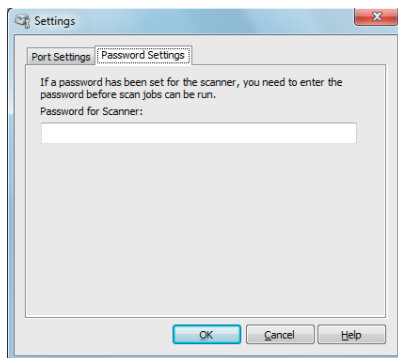 Settings
Port Settings Password Settings
If a password has been set for the scanner, you need to enter the
password before scan jobs can be run.
Password for Scanner:
OK Cancel Help